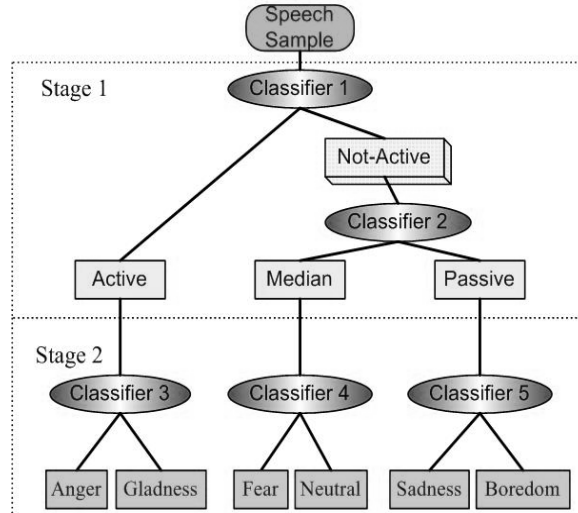 Speech
Sample
Stage 1
Classifier 1
Not-Active
Classifier 2
Active
Median
Passive
Stage 2
Classifier 3
Classifier 4
Classifier 5
Anger
Gladness
Fear
Neutral
Sadness
Boredom